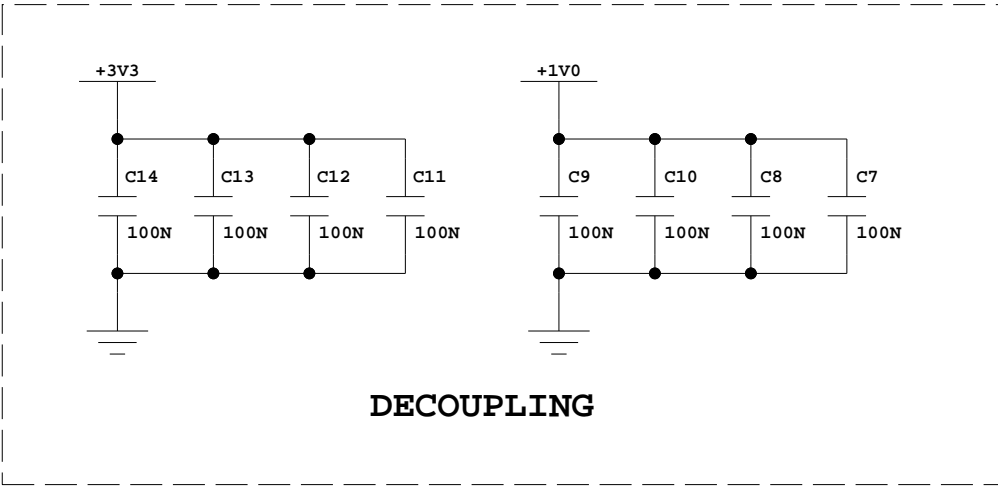 +3V3 +1V0
C14 C13 C12 C11 C9 C10 C8 C7
100N 100N 100N 100N 100N 100N 100N 100N
DECOUPLING